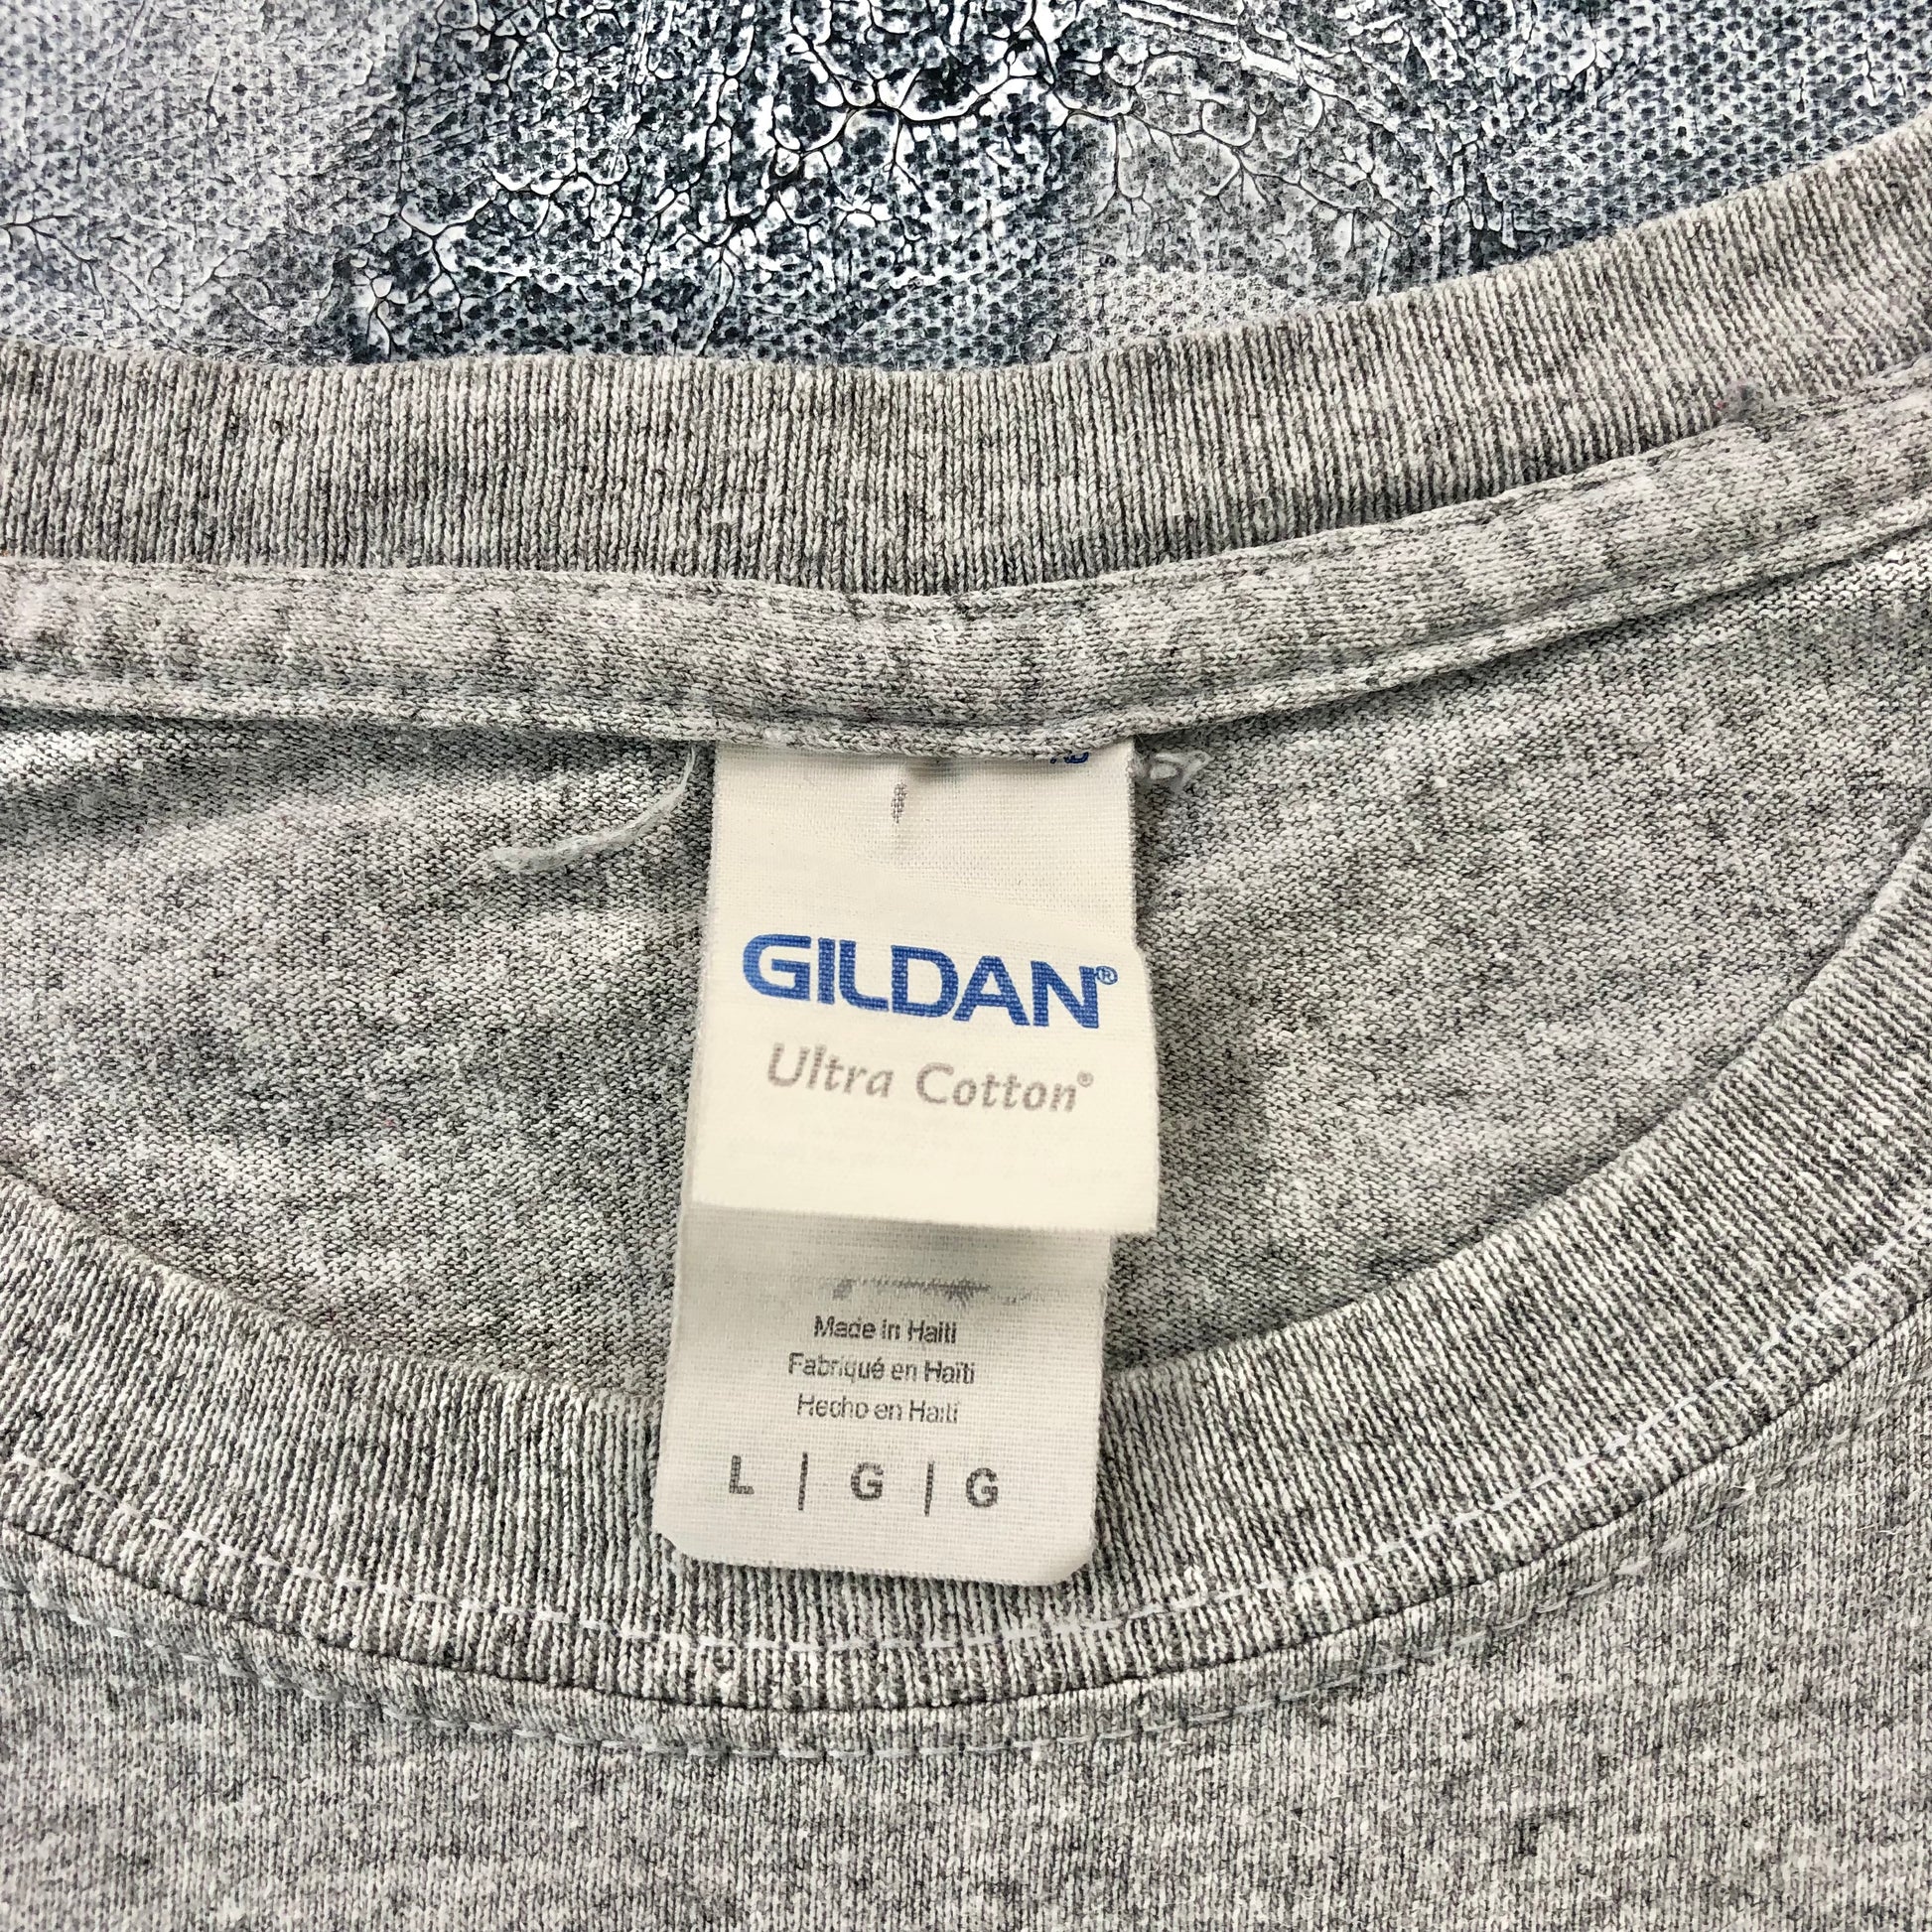 GILDAN®
Ultra Cotton®
Made in Haiti
Fabriqué en Haïti
Hecho en Haití
L | G | G